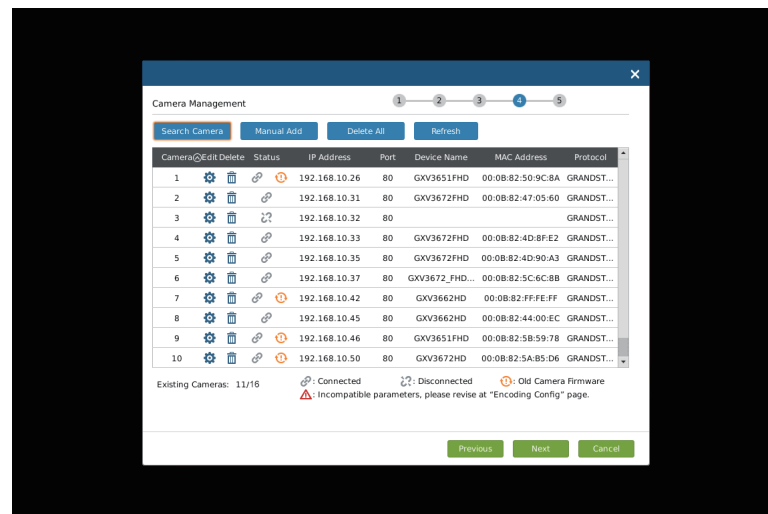 Camera Management 1 2 3 4 5
Search Camera Manual Add Delete All Refresh
Camera Edit Delete Status IP Address Port Device Name MAC Address Protocol
1 192.168.10.26 80 GXV3651FHD 00:0B:82:50:9C:8A GRANDST...
2 192.168.10.31 80 GXV3672FHD 00:0B:82:47:05:60 GRANDST...
3 192.168.10.32 80 GRANDST...
4 192.168.10.33 80 GXV3672FHD 00:0B:82:4D:8F:E2 GRANDST...
5 192.168.10.35 80 GXV3672FHD 00:0B:82:4D:90:A3 GRANDST...
6 192.168.10.37 80 GXV3672_FHD... 00:0B:82:5C:6C:8B GRANDST...
7 192.168.10.42 80 GXV3662HD 00:0B:82:FF:FE:FF GRANDST...
8 192.168.10.45 80 GXV3662HD 00:0B:82:44:00:EC GRANDST...
9 192.168.10.46 80 GXV3651FHD 00:0B:82:5B:59:78 GRANDST...
10 192.168.10.50 80 GXV3672HD 00:0B:82:5A:B5:D6 GRANDST...
Existing Cameras: 11/16 : Connected : Disconnected : Old Camera Firmware
: Incompatible parameters, please revise at "Encoding Config" page.
Previous Next Cancel